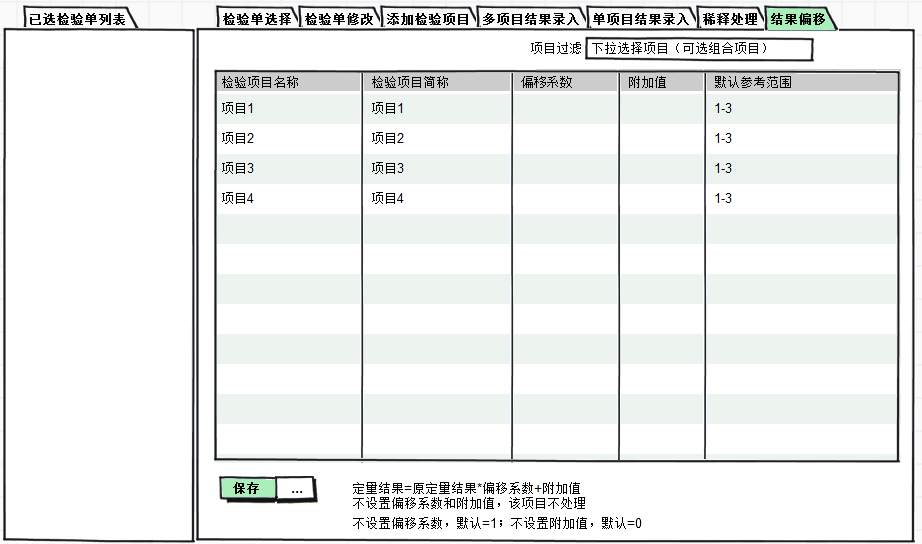 已选检验单列表
检验单选择 检验单修改 添加检验项目 多项目结果录入 单项目结果录入 稀释处理 结果偏移
项目过滤 下拉选择项目（可选组合项目）
检验项目名称 检验项目简称 偏移系数 附加值 默认参考范围
项目1 项目1 1-3
项目2 项目2 1-3
项目3 项目3 1-3
项目4 项目4 1-3
保存 ...
定量结果=原定量结果*偏移系数+附加值
不设置偏移系数和附加值，该项目不处理
不设置偏移系数，默认=1；不设置附加值，默认=0